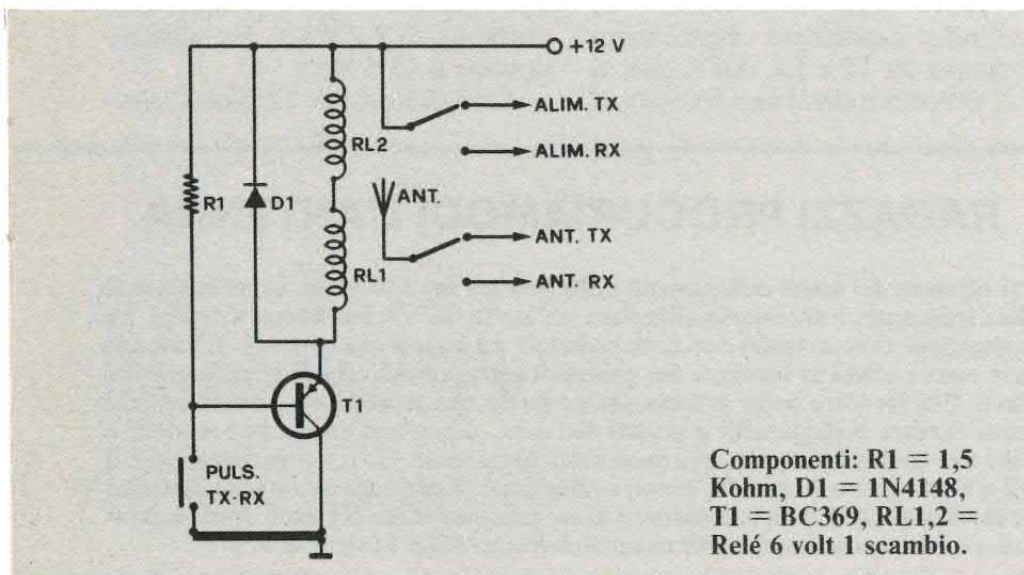 +12 V
ALIM. TX
RL2
ALIM. RX
R1
D1
ANT.
ANT. TX
RL1
ANT. RX
T1
PULS.
TX-RX
Componenti: R1 = 1,5
Kohm, D1 = 1N4148,
T1 = BC369, RL1,2 =
Relé 6 volt 1 scambio.